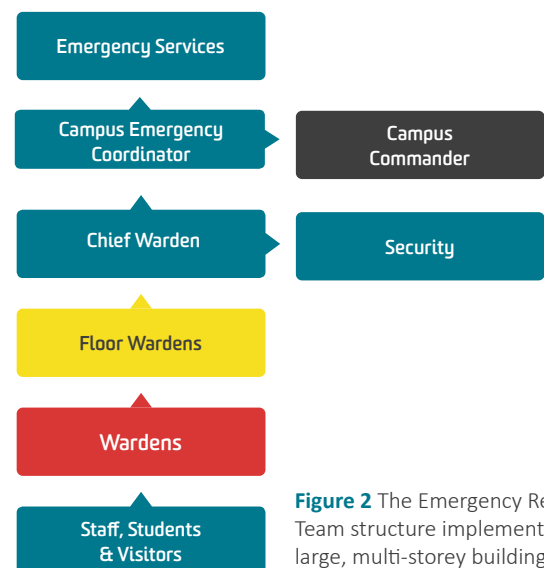 Emergency Services
Campus Emergency
Coordinator
Campus
Commander
Chief Warden
Security
Floor Wardens
Wardens
Staff, Students
& Visitors
Figure 2 The Emergency Re
Team structure implement
large, multi-storey building